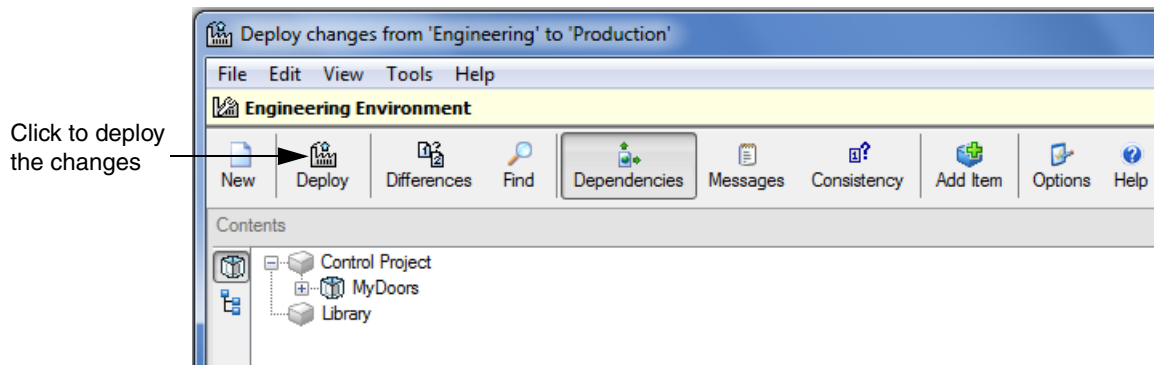 Deploy changes from 'Engineering' to 'Production'
File Edit View Tools Help
Engineering Environment
Click to deploy
the changes
New Deploy Differences Find Dependencies Messages Consistency Add Item Options Help
Contents
Control Project
MyDoors
Library